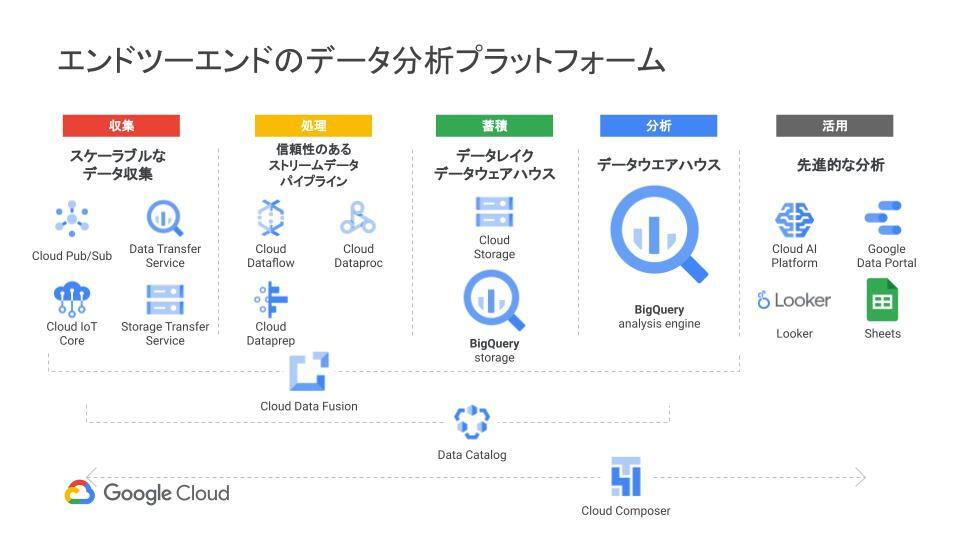 エンドツーエンドのデータ分析プラットフォーム
収集
スケーラブルな
データ収集
Cloud Pub/Sub
Data Transfer
Service
Cloud IoT
Core
Storage Transfer
Service
処理
信頼性のある
ストリームデータ
パイプライン
Cloud
Dataflow
Cloud
Dataproc
Cloud
Dataprep
蓄積
データレイク
データウェアハウス
Cloud
Storage
BigQuery
storage
分析
データウエアハウス
BigQuery
analysis engine
活用
先進的な分析
Cloud AI
Platform
Google
Data Portal
Looker
Looker
Sheets
Cloud Data Fusion
Data Catalog
Cloud Composer
Google Cloud